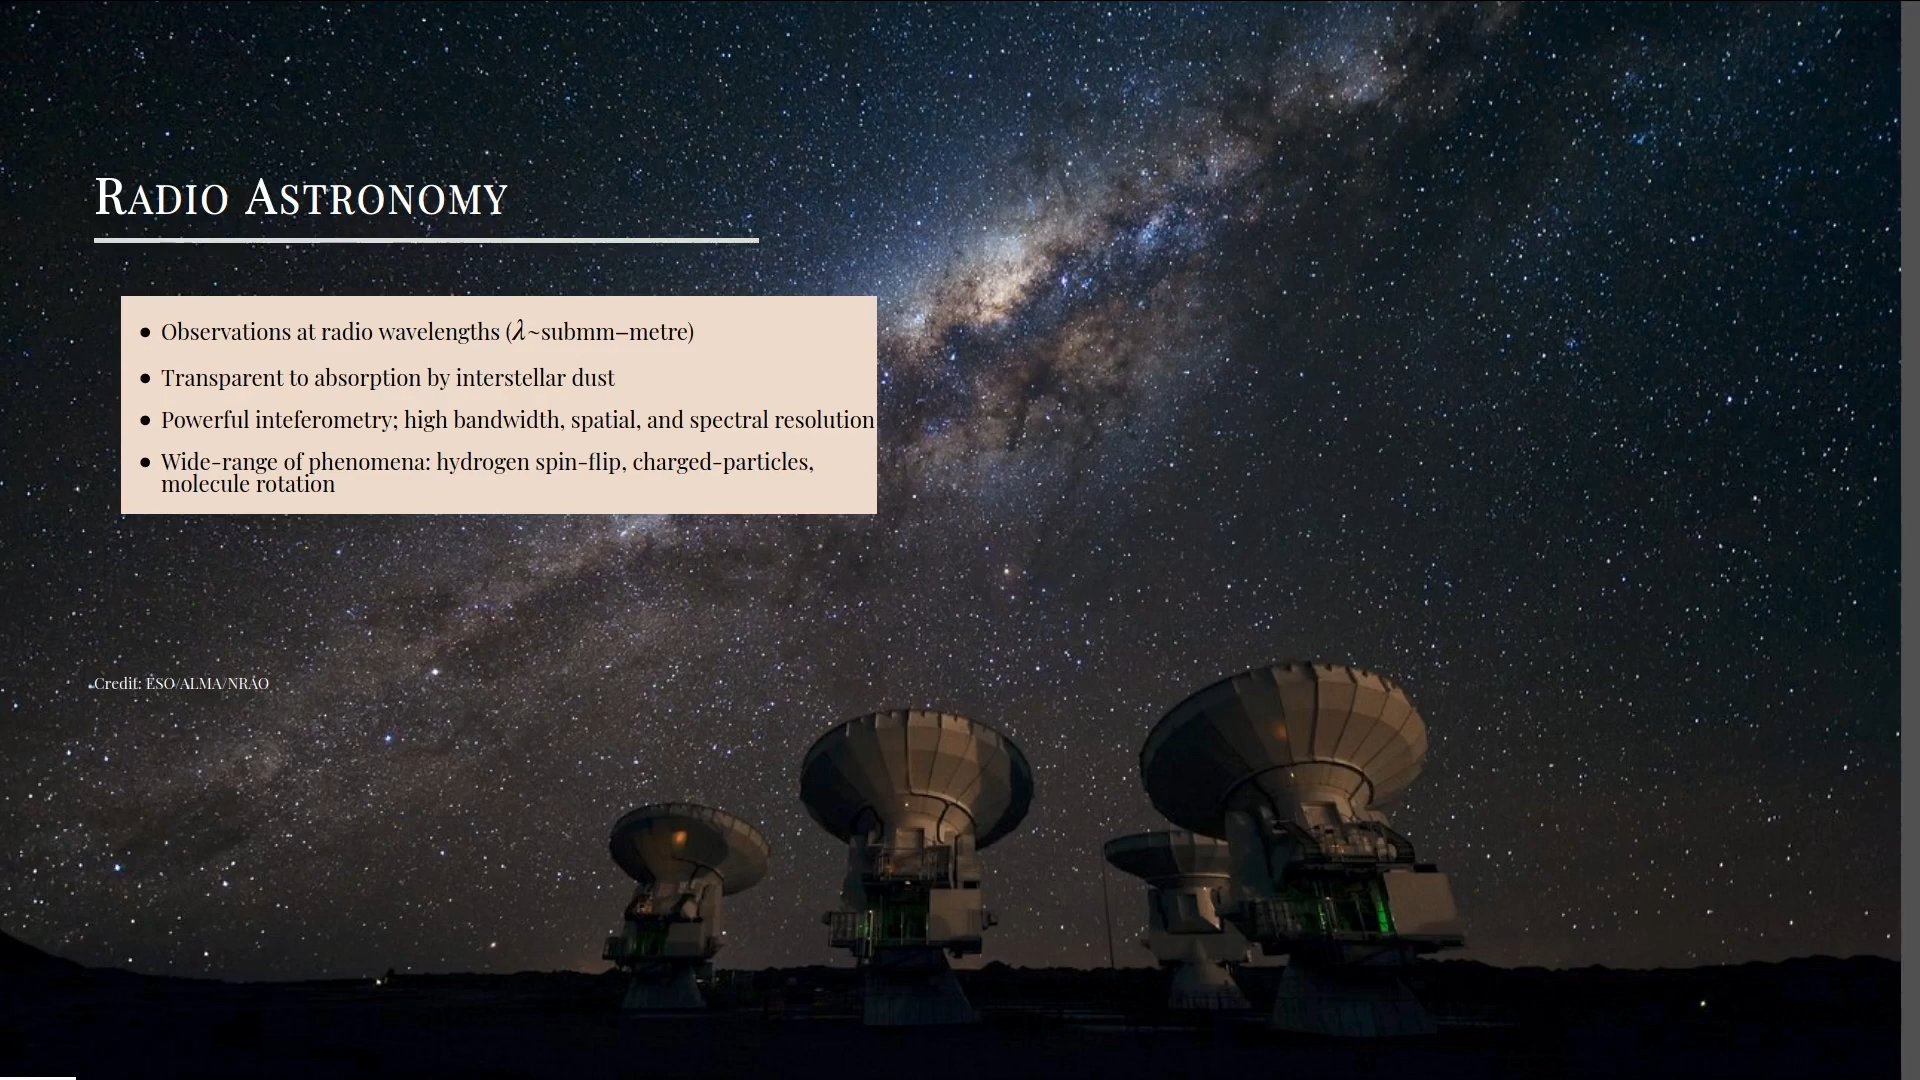 Radio Astronomy
• Observations at radio wavelengths (λ~submm–metre)
• Transparent to absorption by interstellar dust
• Powerful inteferometry; high bandwidth, spatial, and spectral resolution
• Wide-range of phenomena: hydrogen spin-flip, charged-particles,
molecule rotation
Credit: ESO/ALMA/NRAO